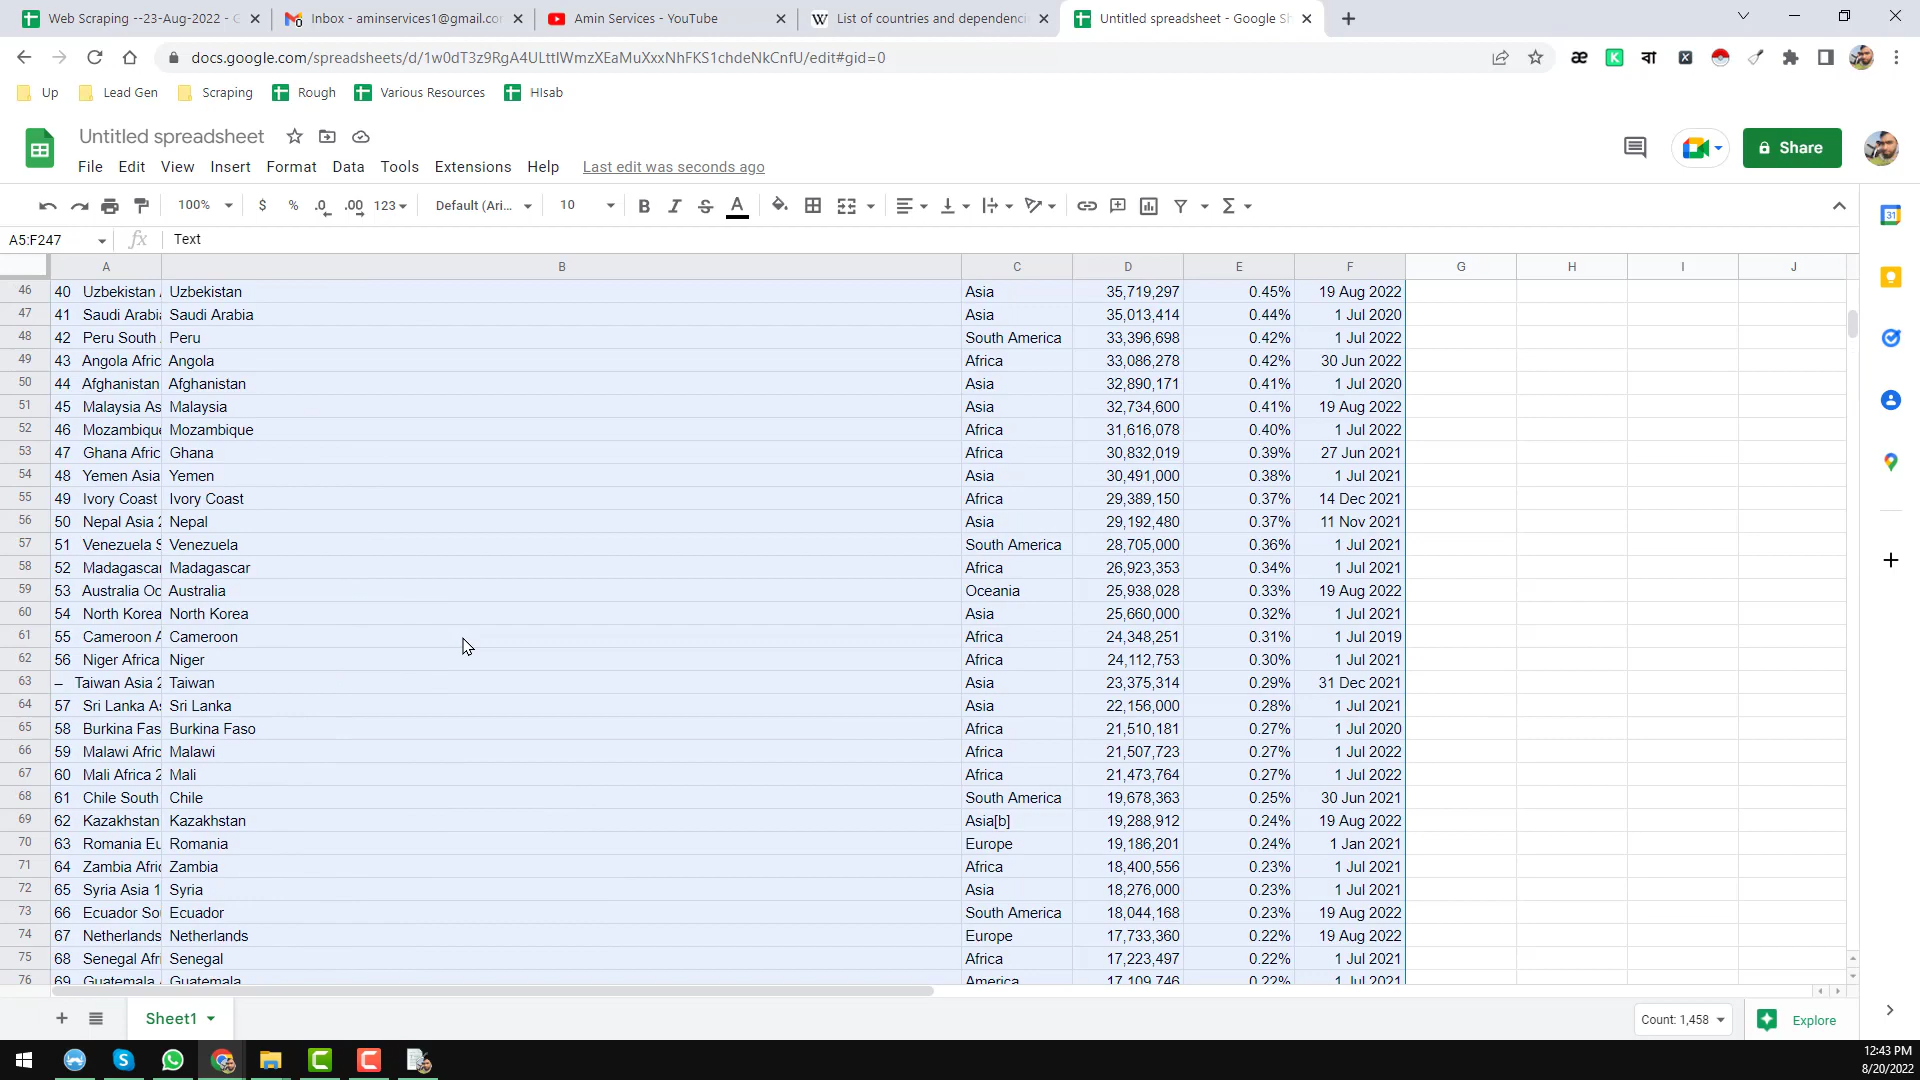 Web Scraping --23-Aug-2022 - G
Inbox - aminservices1@gmail.co
Amin Services - YouTube
List of countries and dependenci
Untitled spreadsheet - Google Sh
docs.google.com/spreadsheets/d/1w0dT3z9RgA4ULttIWmzXEaMuXxxNhFKS1chdeNkCnfU/edit#gid=0
Up Lead Gen Scraping Rough Various Resources HIsab
Untitled spreadsheet
File Edit View Insert Format Data Tools Extensions Help Last edit was seconds ago
Share
100% $ % .0 .00 123 Default (Ari... 10 B I S A
A5:F247 fx Text
A B C D E F G H I J
46 40 Uzbekistan Uzbekistan Asia 35,719,297 0.45% 19 Aug 2022
47 41 Saudi Arabi Saudi Arabia Asia 35,013,414 0.44% 1 Jul 2020
48 42 Peru South Peru South America 33,396,698 0.42% 1 Jul 2022
49 43 Angola Afric Angola Africa 33,086,278 0.42% 30 Jun 2022
50 44 Afghanistan Afghanistan Asia 32,890,171 0.41% 1 Jul 2020
51 45 Malaysia As Malaysia Asia 32,734,600 0.41% 19 Aug 2022
52 46 Mozambique Mozambique Africa 31,616,078 0.40% 1 Jul 2022
53 47 Ghana Afric Ghana Africa 30,832,019 0.39% 27 Jun 2021
54 48 Yemen Asia Yemen Asia 30,491,000 0.38% 1 Jul 2021
55 49 Ivory Coast Ivory Coast Africa 29,389,150 0.37% 14 Dec 2021
56 50 Nepal Asia 2 Nepal Asia 29,192,480 0.37% 11 Nov 2021
57 51 Venezuela S Venezuela South America 28,705,000 0.36% 1 Jul 2021
58 52 Madagascar Madagascar Africa 26,923,353 0.34% 1 Jul 2021
59 53 Australia Oc Australia Oceania 25,938,028 0.33% 19 Aug 2022
60 54 North Korea North Korea Asia 25,660,000 0.32% 1 Jul 2021
61 55 Cameroon A Cameroon Africa 24,348,251 0.31% 1 Jul 2019
62 56 Niger Africa Niger Africa 24,112,753 0.30% 1 Jul 2021
63 – Taiwan Asia 2 Taiwan Asia 23,375,314 0.29% 31 Dec 2021
64 57 Sri Lanka As Sri Lanka Asia 22,156,000 0.28% 1 Jul 2021
65 58 Burkina Fas Burkina Faso Africa 21,510,181 0.27% 1 Jul 2020
66 59 Malawi Afric Malawi Africa 21,507,723 0.27% 1 Jul 2022
67 60 Mali Africa 2 Mali Africa 21,473,764 0.27% 1 Jul 2022
68 61 Chile South Chile South America 19,678,363 0.25% 30 Jun 2021
69 62 Kazakhstan Kazakhstan Asia[b] 19,288,912 0.24% 19 Aug 2022
70 63 Romania Eu Romania Europe 19,186,201 0.24% 1 Jan 2021
71 64 Zambia Afric Zambia Africa 18,400,556 0.23% 1 Jul 2021
72 65 Syria Asia 1 Syria Asia 18,276,000 0.23% 1 Jul 2021
73 66 Ecuador So Ecuador South America 18,044,168 0.23% 19 Aug 2022
74 67 Netherlands Netherlands Europe 17,733,360 0.22% 19 Aug 2022
75 68 Senegal Afri Senegal Africa 17,223,497 0.22% 1 Jul 2021
76 69 Guatemala Guatemala America 17,109,746 0.22% 1 Jul 2021
Sheet1 Count: 1,458 Explore
12:43 PM
8/20/2022